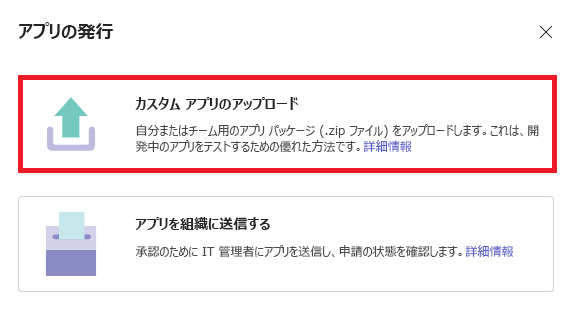 アプリの発行
カスタム アプリのアップロード
自分またはチーム用のアプリ パッケージ (.zip ファイル) をアップロードします。これは、開
発中のアプリをテストするための優れた方法です。詳細情報
アプリを組織に送信する
承認のために IT 管理者にアプリを送信し、申請の状態を確認します。詳細情報